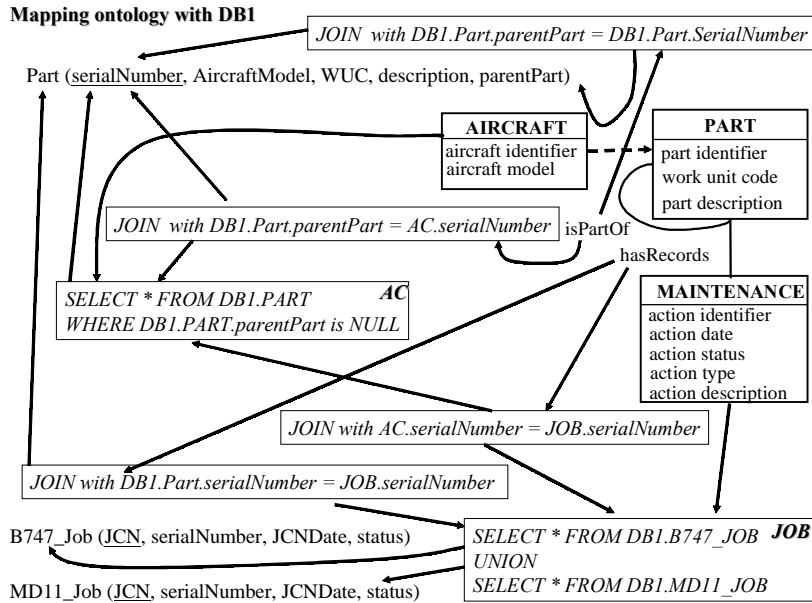 Mapping ontology with DB1
JOIN with DB1.Part.parentPart = DB1.Part.SerialNumber
Part (serialNumber, AircraftModel, WUC, description, parentPart)
AIRCRAFT
aircraft identifier
aircraft model
PART
part identifier
work unit code
part description
JOIN with DB1.Part.parentPart = AC.serialNumber
isPartOf
hasRecords
AC
SELECT * FROM DB1.PART
WHERE DB1.PART.parentPart is NULL
MAINTENANCE
action identifier
action date
action status
action type
action description
JOIN with AC.serialNumber = JOB.serialNumber
JOIN with DB1.Part.serialNumber = JOB.serialNumber
B747_Job (JCN, serialNumber, JCNDate, status)
MD11_Job (JCN, serialNumber, JCNDate, status)
SELECT * FROM DB1.B747_JOB
JOB
UNION
SELECT * FROM DB1.MD11_JOB